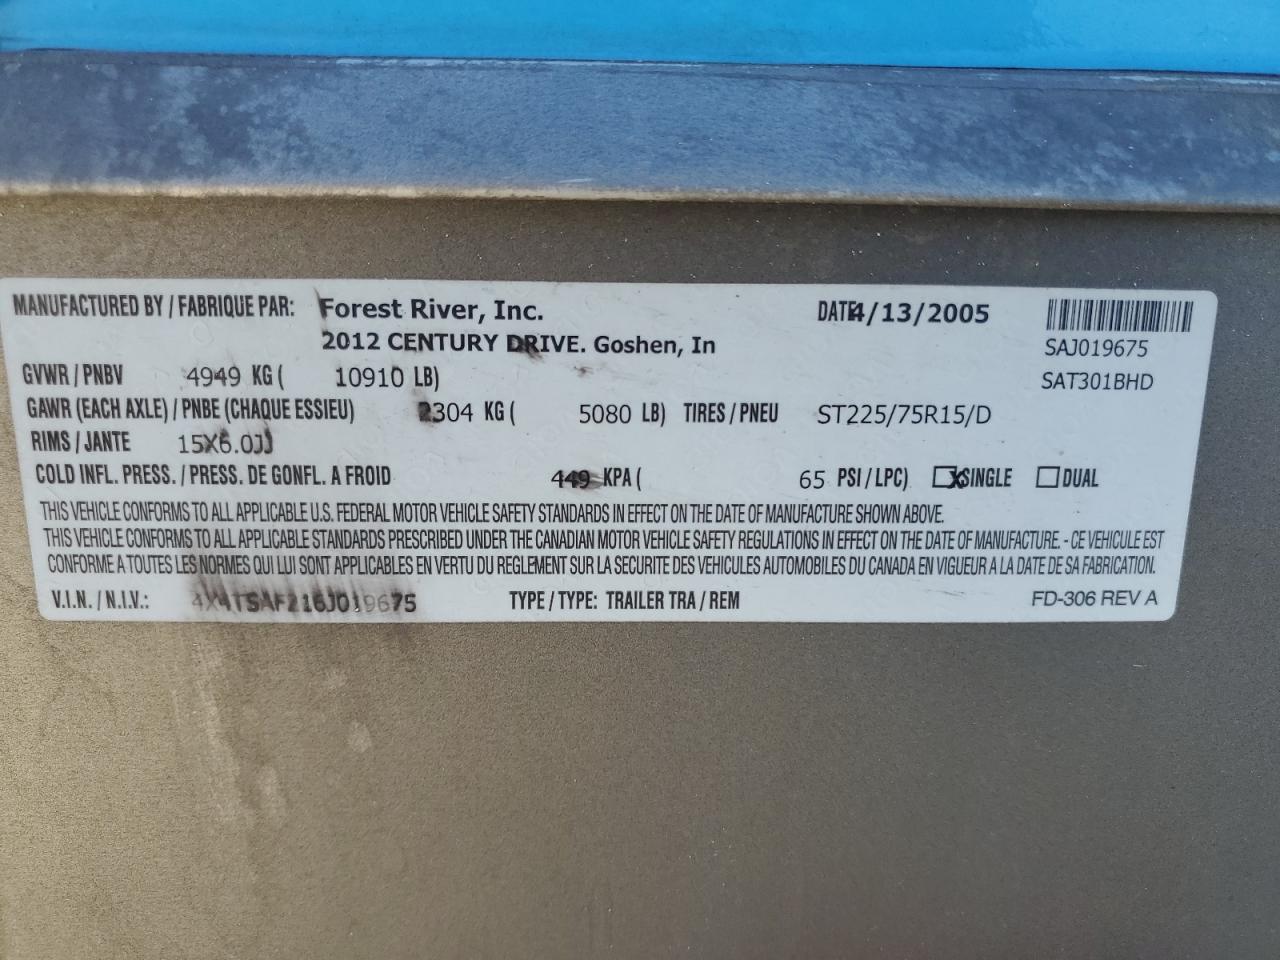 MANUFACTURED BY / FABRIQUE PAR: Forest River, Inc. DATE 4/13/2005
2012 CENTURY DRIVE. Goshen, In
SAJ019675
SAT301BHD
GVWR / PNBV 4949 KG ( 10910 LB)
GAWR (EACH AXLE) / PNBE (CHAQUE ESSIEU) 2304 KG ( 5080 LB) TIRES / PNEU ST225/75R15/D
RIMS / JANTE 15X6.0JJ
COLD INFL. PRESS. / PRESS. DE GONFL. A FROID 449 KPA ( 65 PSI / LPC) X SINGLE DUAL
THIS VEHICLE CONFORMS TO ALL APPLICABLE U.S. FEDERAL MOTOR VEHICLE SAFETY STANDARDS IN EFFECT ON THE DATE OF MANUFACTURE SHOWN ABOVE.
THIS VEHICLE CONFORMS TO ALL APPLICABLE STANDARDS PRESCRIBED UNDER THE CANADIAN MOTOR VEHICLE SAFETY REGULATIONS IN EFFECT ON THE DATE OF MANUFACTURE. - CE VEHICULE EST
CONFORME A TOUTES LES NORMES QUI LUI SONT APPLICABLES EN VERTU DU REGLEMENT SUR LA SECURITE DES VEHICULES AUTOMOBILES DU CANADA EN VIGUEUR A LA DATE DE SA FABRICATION.
V.I.N. / N.I.V.: 4X4TSAF216J019675 TYPE / TYPE: TRAILER TRA / REM FD-306 REV A